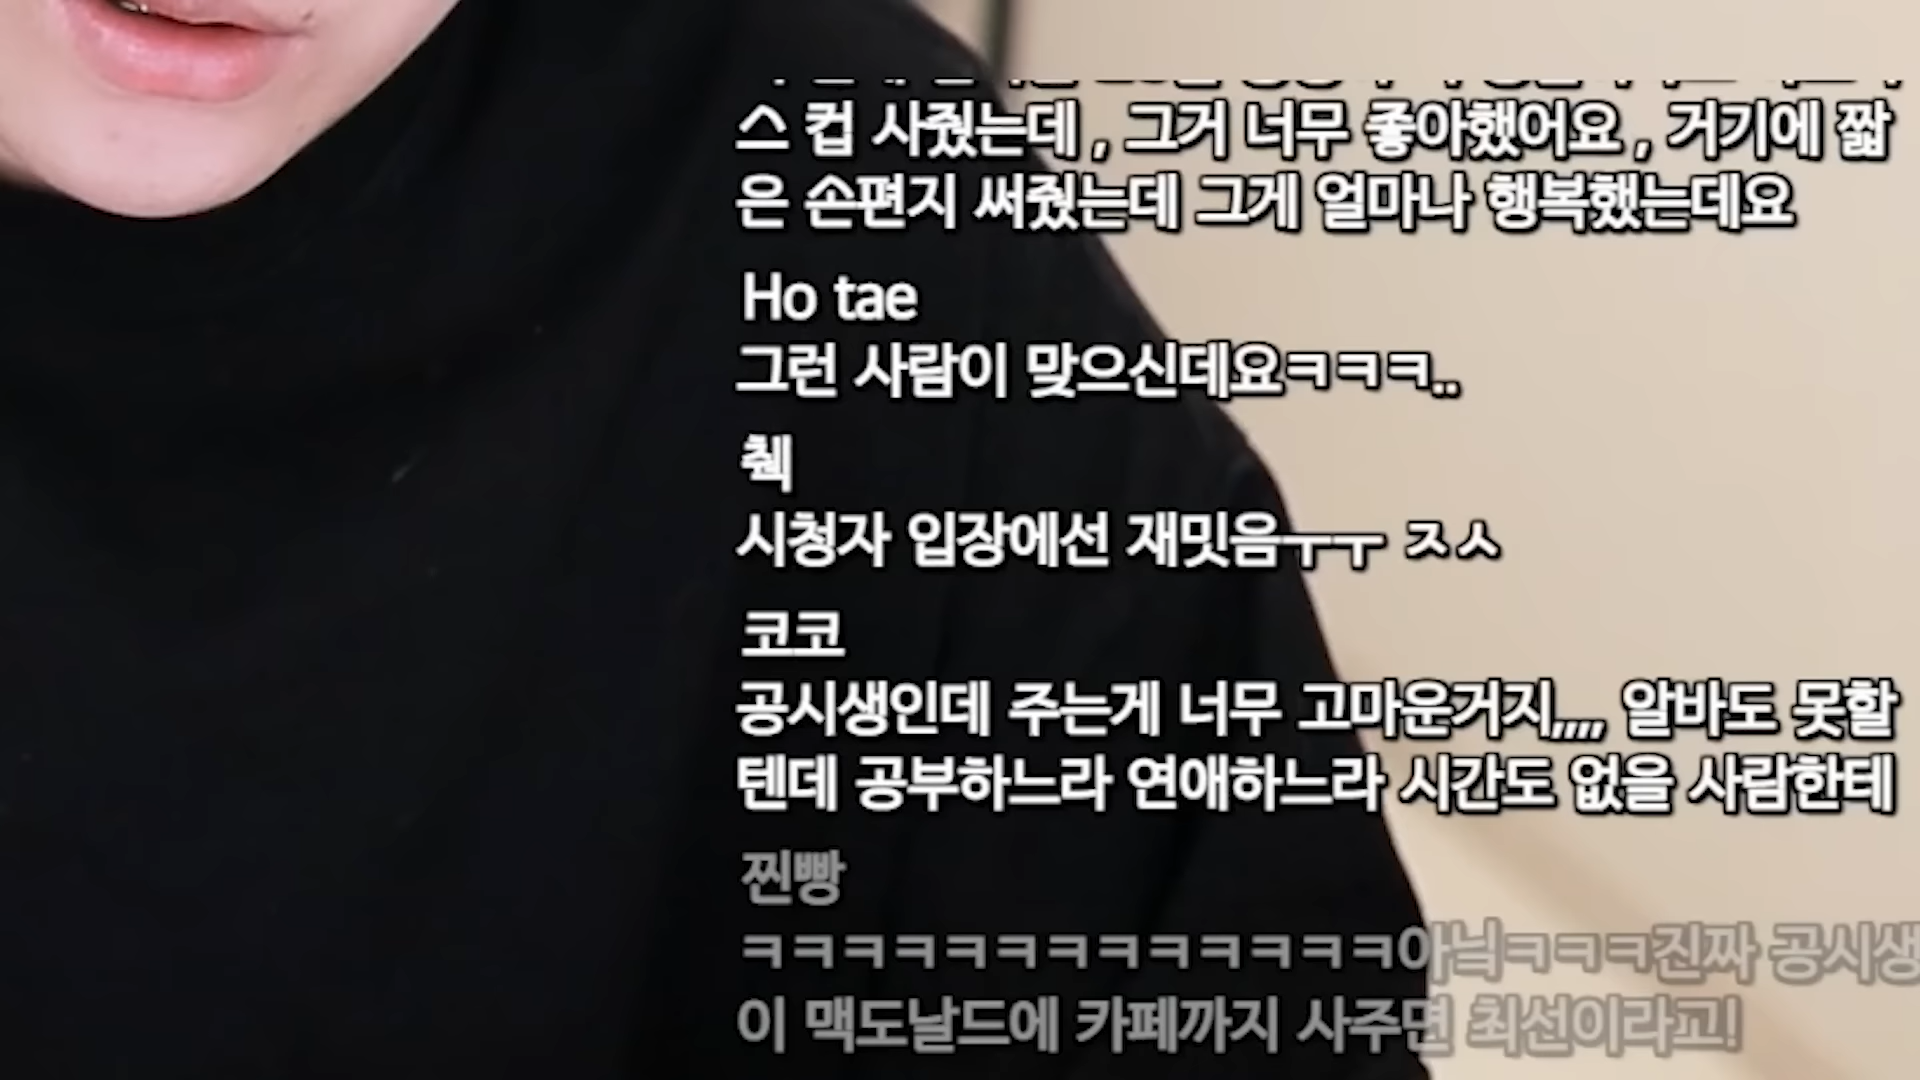 스 컵 사줬는데 , 그거 너무 좋아했어요 , 거기에 짧
은 손편지 써줬는데 그게 얼마나 행복했는데요
Ho tae
그런 사람이 맞으신데요ㅋㅋㅋ..
췍
시청자 입장에선 재밋음ㅜㅜ ㅈㅅ
코코
공시생인데 주는게 너무 고마운거지,,,, 알바도 못할
텐데 공부하느라 연애하느라 시간도 없을 사람한테
찐빵
ㅋㅋㅋㅋㅋㅋㅋㅋㅋㅋㅋㅋㅋ아늬ㅋㅋㅋ진짜 공시생
이 맥도날드에 카페까지 사주면 최선이라고!